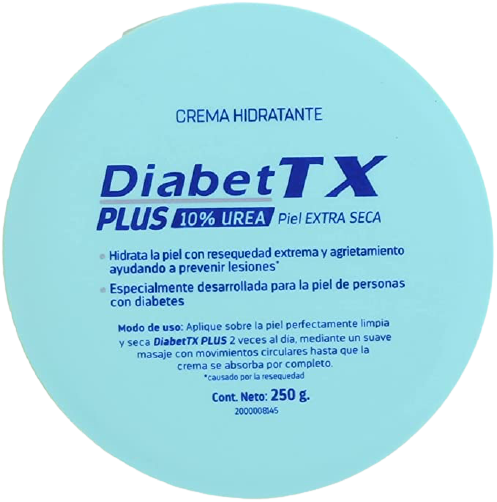 CREMA HIDRATANTE
DiabetTX
PLUS 10% UREA Piel EXTRA SECA
• Hidrata la piel con resequedad extrema y agrietamiento
ayudando a prevenir lesiones*
• Especialmente desarrollada para la piel de personas
con diabetes
Modo de uso: Aplique sobre la piel perfectamente limpia
y seca DiabetTX PLUS 2 veces al día, mediante un suave
masaje con movimientos circulares hasta que la
crema se absorba por completo.
*causado por la resequedad
Cont. Neto: 250 g.
2000008145